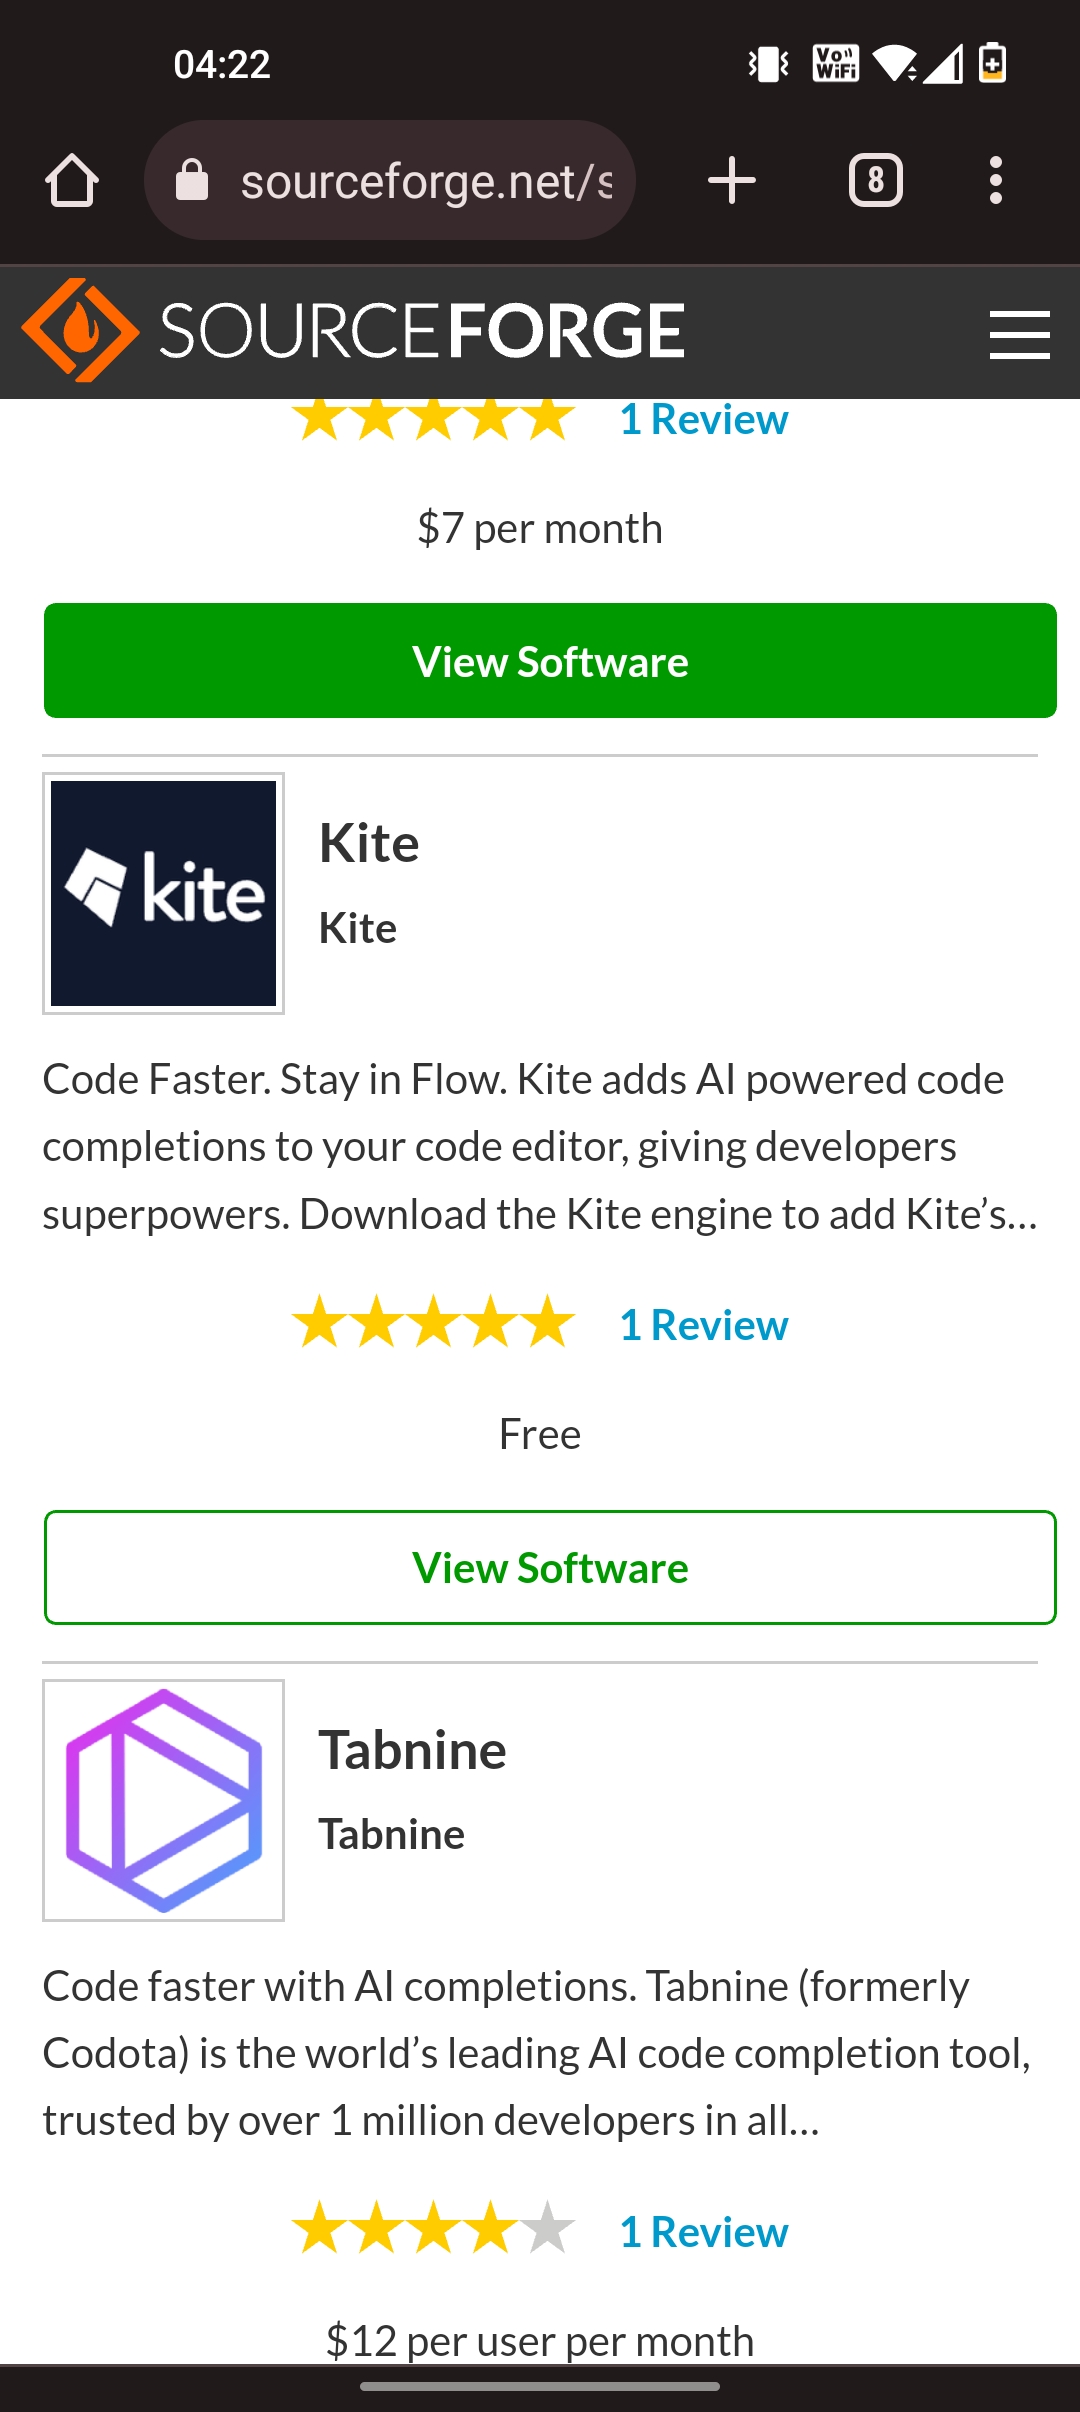 04:22
Vo
WiFi
sourceforge.net/s
8
SOURCEFORGE
1 Review
$7 per month
View Software
kite
Kite
Kite
Code Faster. Stay in Flow. Kite adds AI powered code
completions to your code editor, giving developers
superpowers. Download the Kite engine to add Kite’s...
1 Review
Free
View Software
Tabnine
Tabnine
Code faster with AI completions. Tabnine (formerly
Codota) is the world’s leading AI code completion tool,
trusted by over 1 million developers in all...
1 Review
$12 per user per month